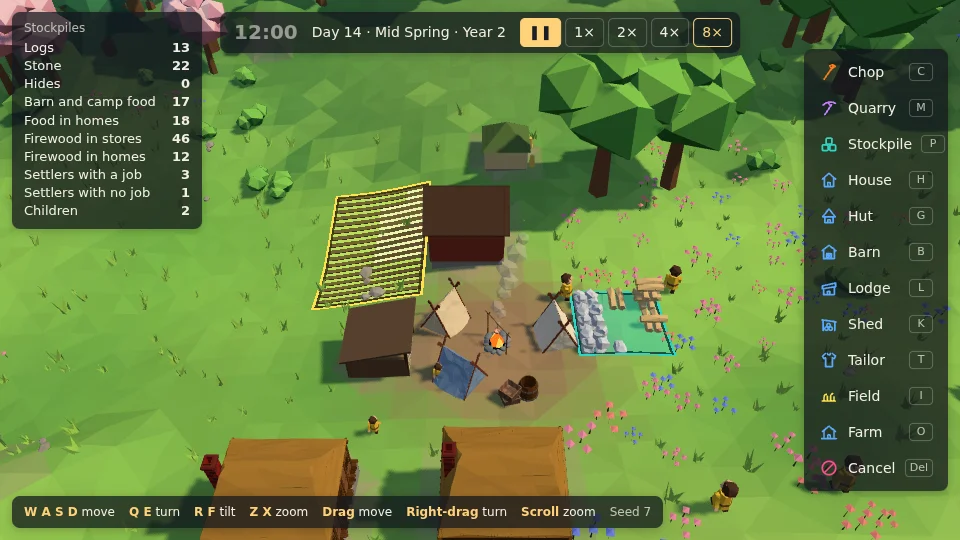 Stockpiles
Logs 13
Stone 22
Hides 0
Barn and camp food 17
Food in homes 18
Firewood in stores 46
Firewood in homes 12
Settlers with a job 3
Settlers with no job 1
Children 2
12:00 Day 14 · Mid Spring · Year 2 1× 2× 4× 8×
Chop C
Quarry M
Stockpile P
House H
Hut G
Barn B
Lodge L
Shed K
Tailor T
Field I
Farm O
Cancel Del
W A S D move Q E turn R F tilt Z X zoom Drag move Right-drag turn Scroll zoom Seed 7